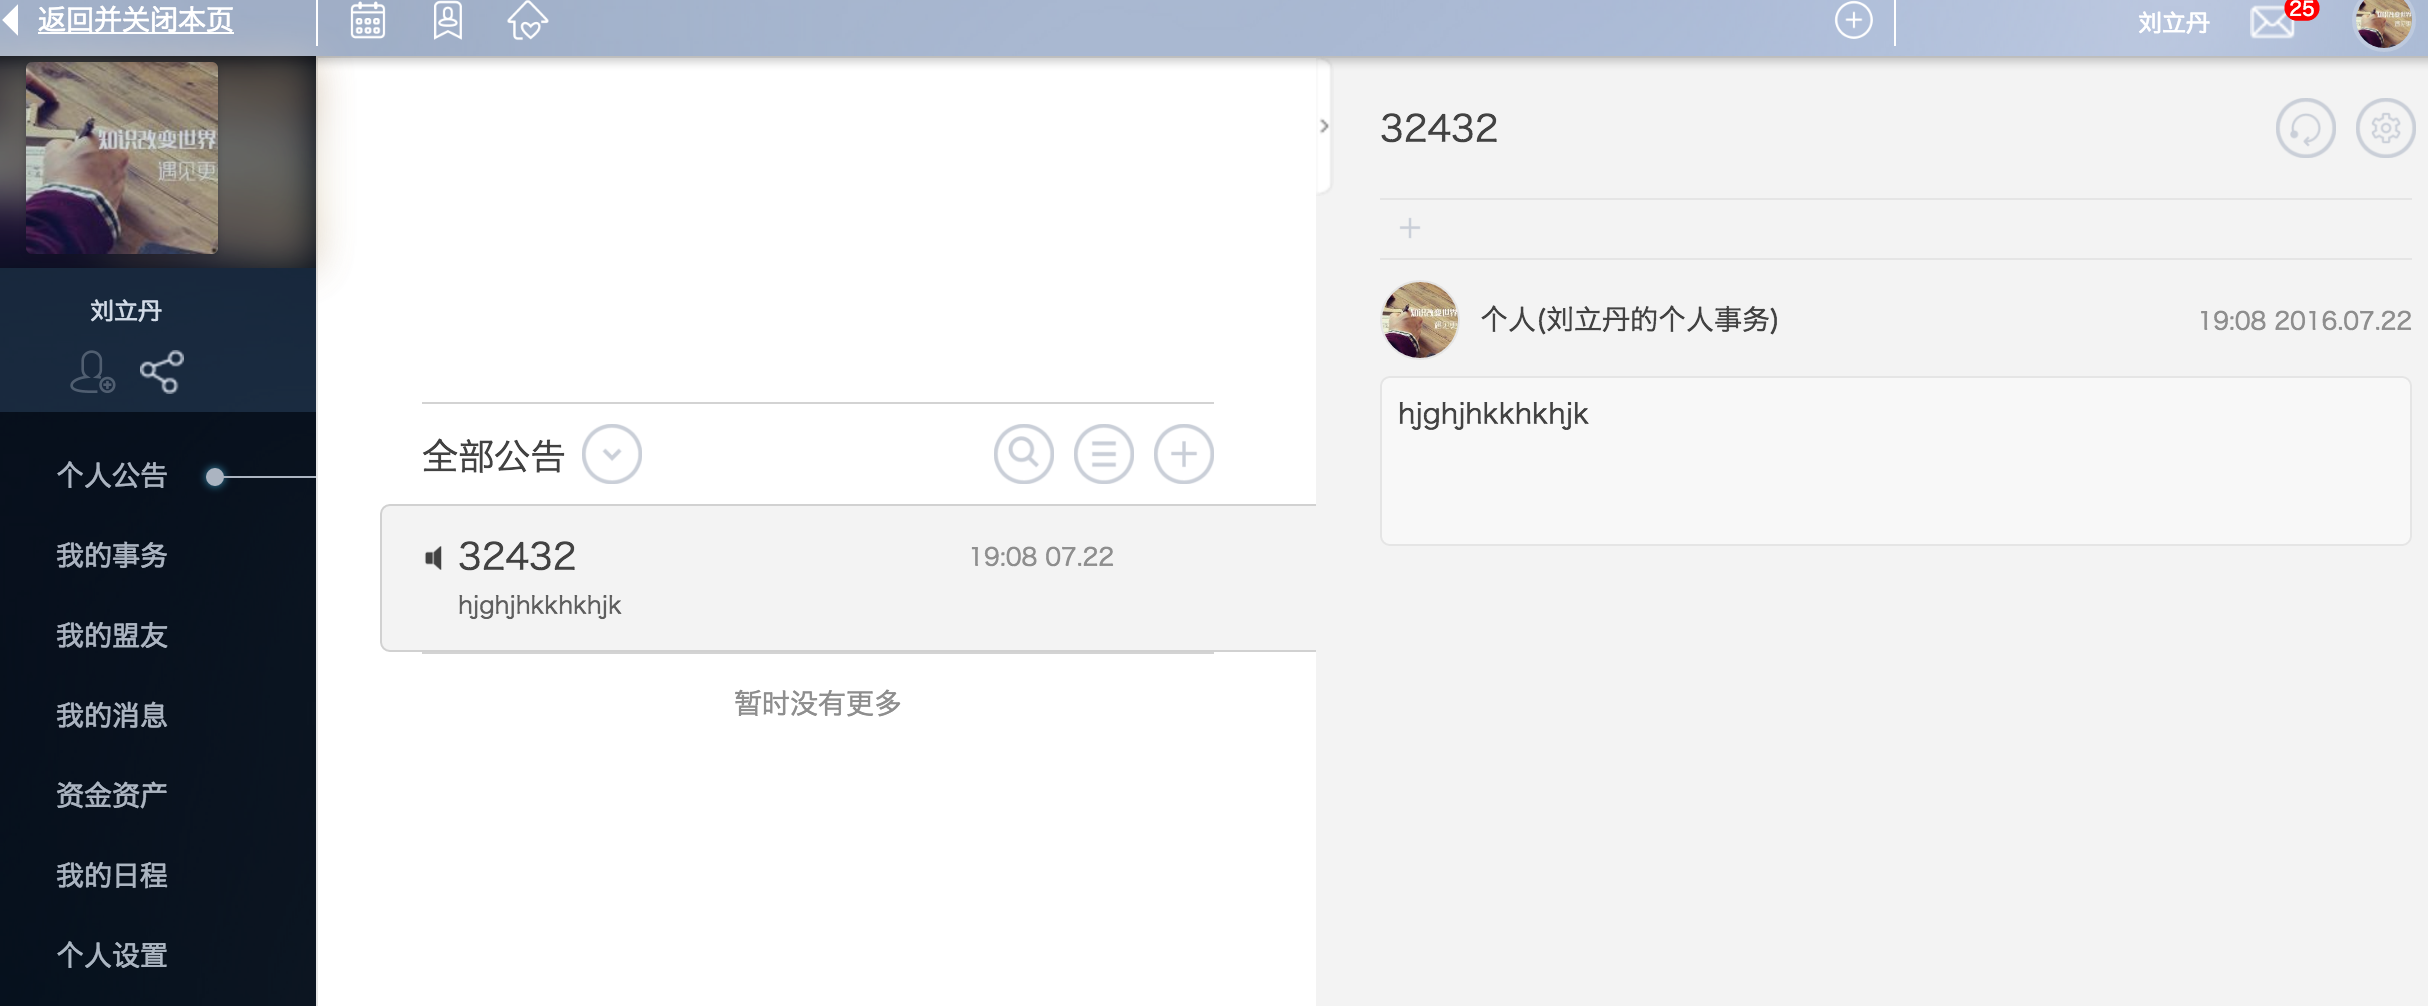 返回并关闭本页
刘立丹
25
知识改变世界
遇见更
刘立丹
个人公告
我的事务
我的盟友
我的消息
资金资产
我的日程
个人设置
全部公告
32432
19:08 07.22
hjghjhkkhkhjk
暂时没有更多
32432
个人(刘立丹的个人事务)
19:08 2016.07.22
hjghjhkkhkhjk